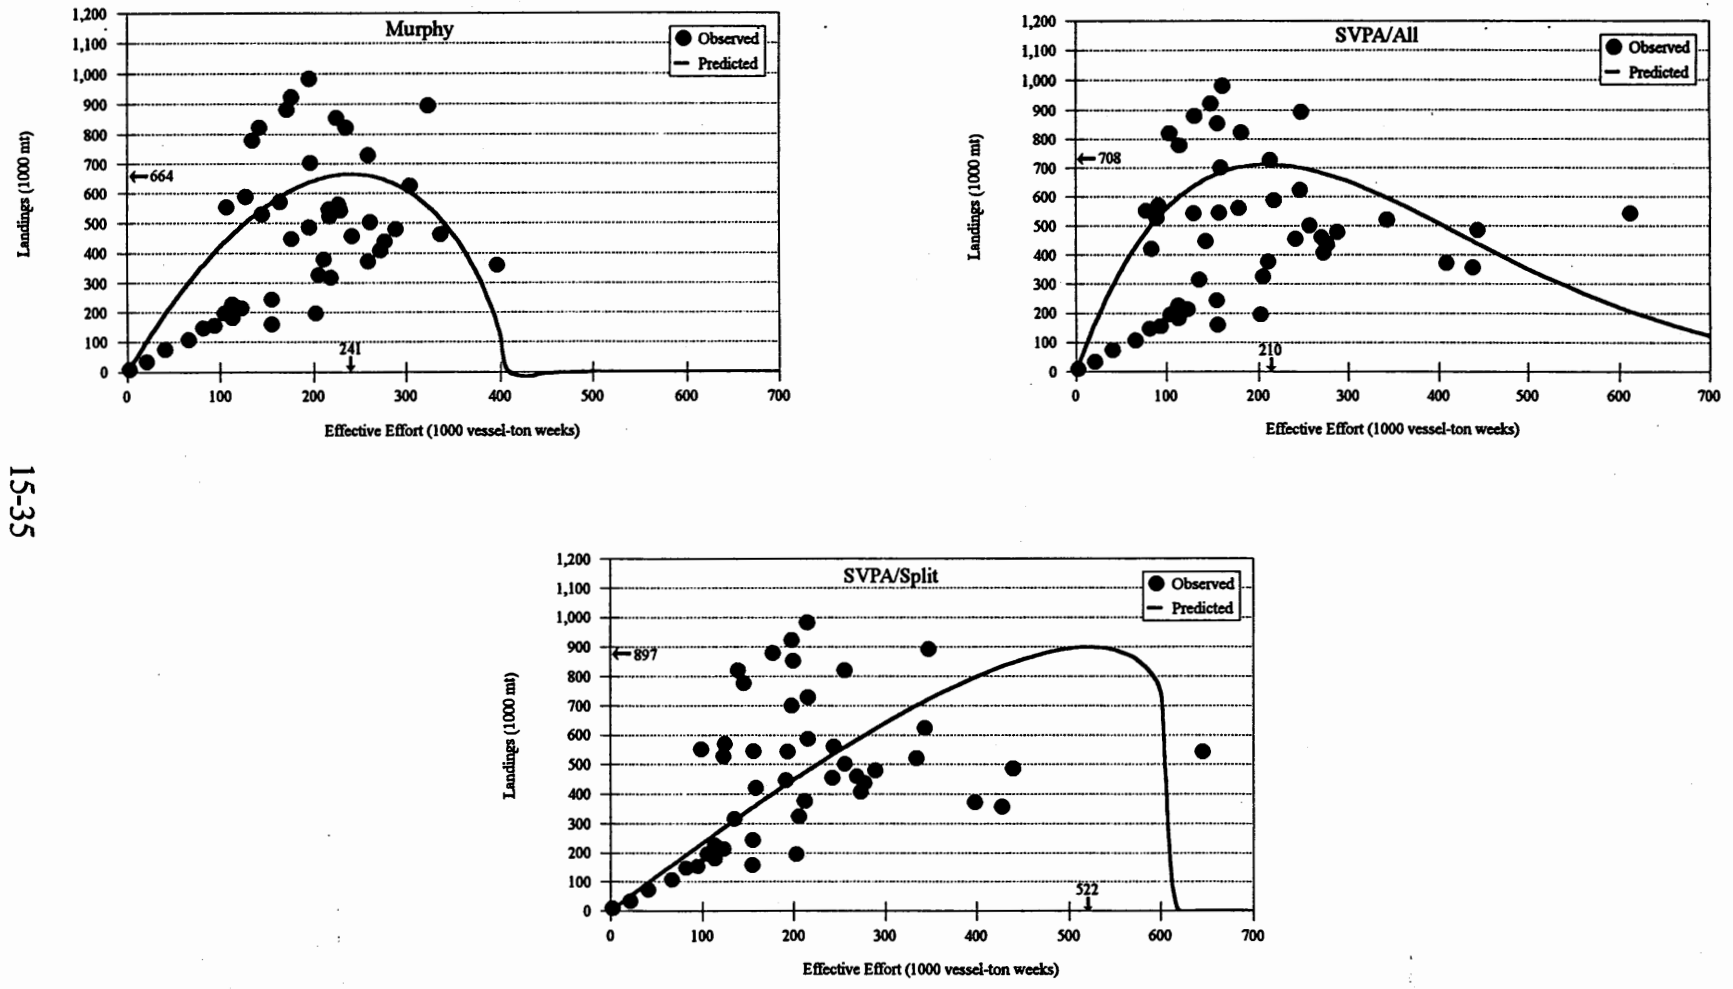 Murphy
Observed
Predicted
1,200
1,100
1,000
900
800
700
600
500
400
300
200
100
0
←664
241
0 100 200 300 400 500 600 700
Landings (1000 mt)
Effective Effort (1000 vessel-ton weeks)
SVPA/All
Observed
Predicted
1,200
1,100
1,000
900
800
700
600
500
400
300
200
100
0
←708
210
0 100 200 300 400 500 600 700
Landings (1000 mt)
Effective Effort (1000 vessel-ton weeks)
15-35
SVPA/Split
Observed
Predicted
1,200
1,100
1,000
900
800
700
600
500
400
300
200
100
0
←897
522
0 100 200 300 400 500 600 700
Landings (1000 mt)
Effective Effort (1000 vessel-ton weeks)